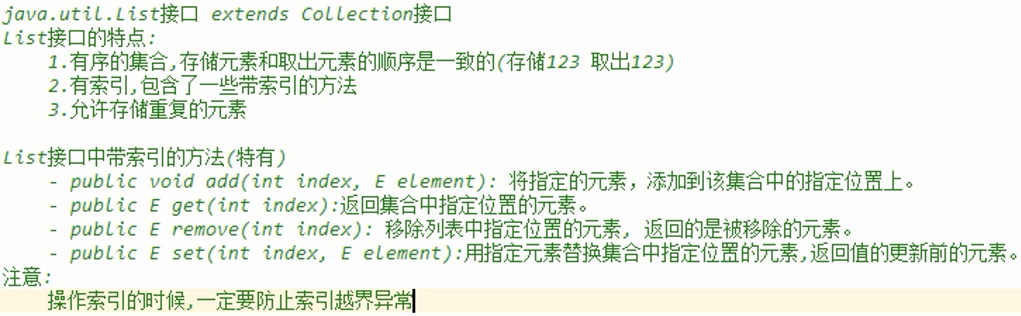 java.util.List接口 extends Collection接口
List接口的特点:
1.有序的集合,存储元素和取出元素的顺序是一致的(存储123 取出123)
2.有索引,包含了一些带索引的方法
3.允许存储重复的元素
List接口中带索引的方法(特有)
- public void add(int index, E element): 将指定的元素，添加到该集合中的指定位置上。
- public E get(int index):返回集合中指定位置的元素。
- public E remove(int index): 移除列表中指定位置的元素, 返回的是被移除的元素。
- public E set(int index, E element):用指定元素替换集合中指定位置的元素,返回值的更新前的元素。
注意:
操作索引的时候,一定要防止索引越界异常